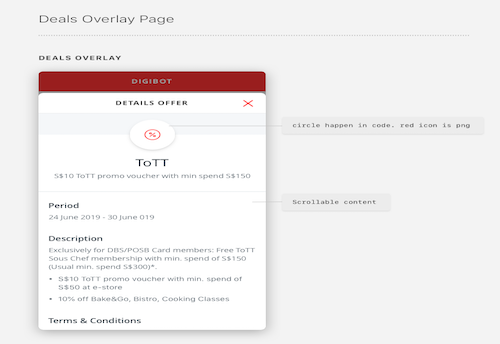 Deals Overlay Page
DEALS OVERLAY
DIGIBOT
DETAILS OFFER
circle happen in code. red icon is png
%
ToTT
S$10 ToTT promo voucher with min spend S$150
Period
Scrollable content
24 June 2019 - 30 June 019
Description
Exclusively for DBS/POSB Card members: Free ToTT
Sous Chef membership with min. spend of S$150
(Usual min. spend S$300)*.
• S$10 ToTT promo voucher with min. spend of
S$50 at e-store
• 10% off Bake&Go, Bistro, Cooking Classes
Terms & Conditions